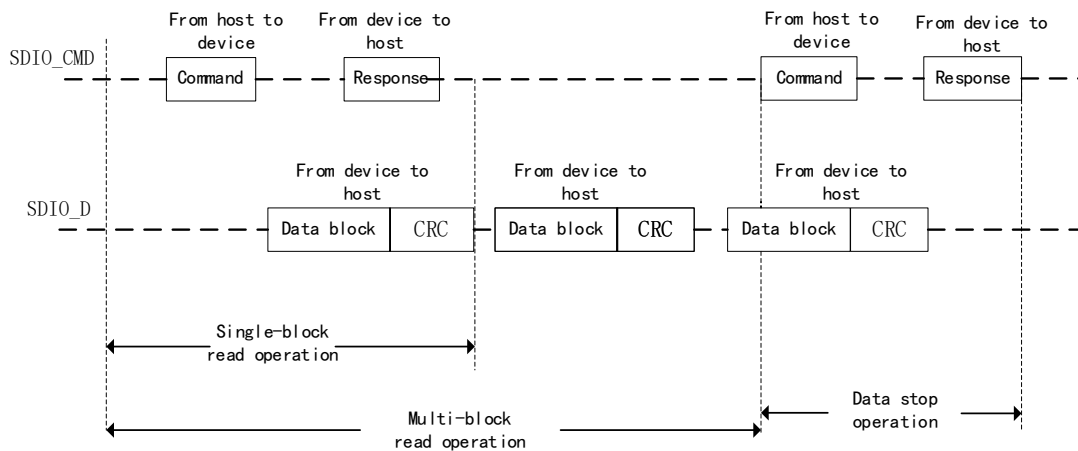 From host to
device
From device to
host
From host to
device
From device to
host
SDIO_CMD
Command
Response
Command
Response
From device to
host
From device to
host
From device to
host
SDIO_D
Data block
CRC
Data block
CRC
Data block
CRC
Single-block
read operation
Data stop
operation
Multi-block
read operation